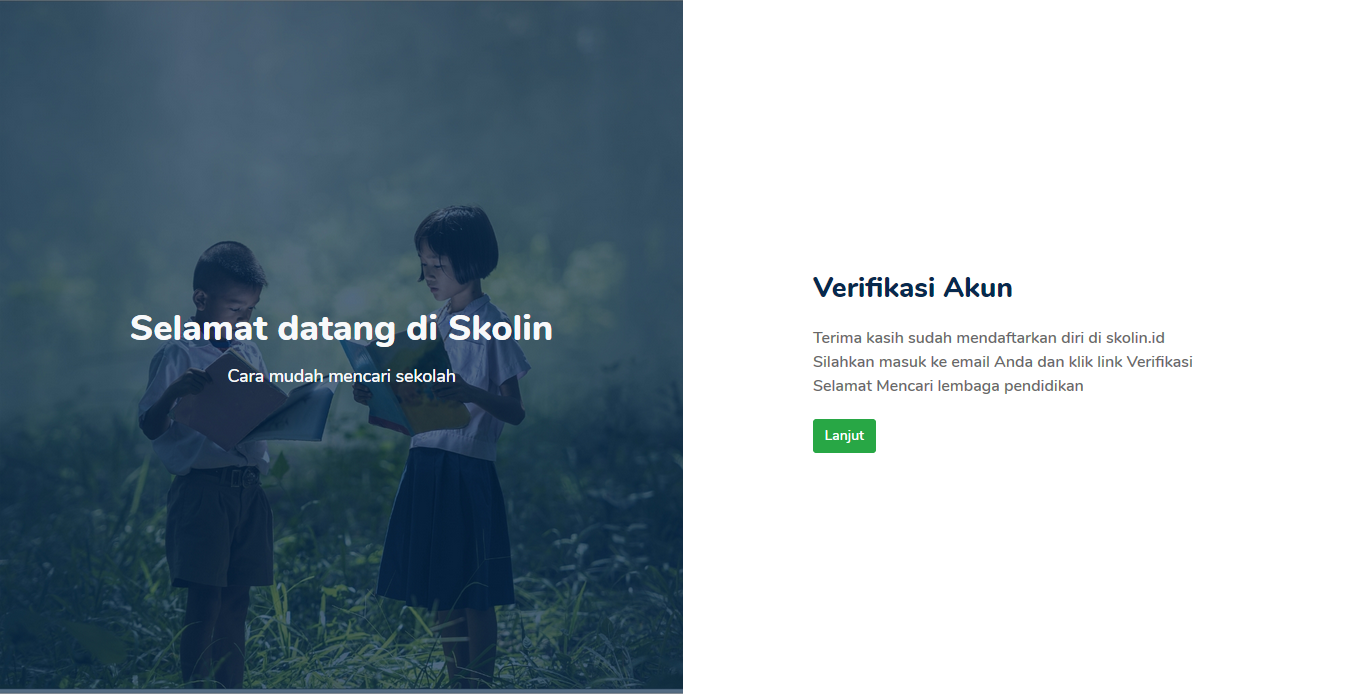 Selamat datang di Skolin
Cara mudah mencari sekolah
Verifikasi Akun
Terima kasih sudah mendaftarkan diri di skolin.id
Silahkan masuk ke email Anda dan klik link Verifikasi
Selamat Mencari lembaga pendidikan
Lanjut